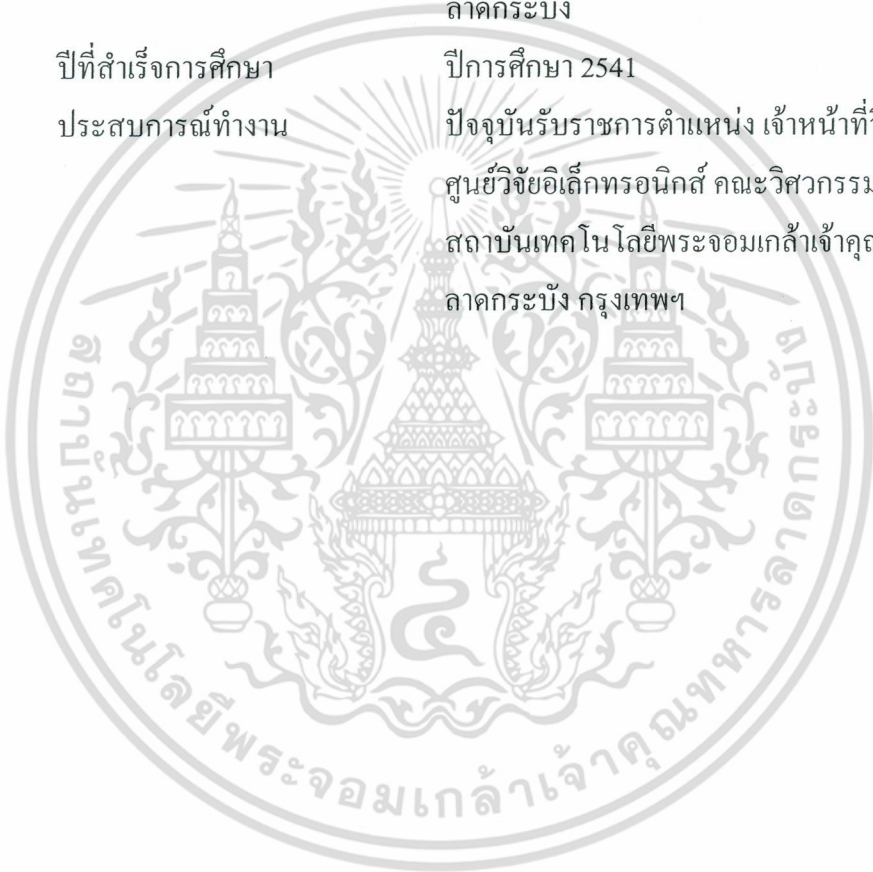 ลาดกระบัง
ปีที่สำเร็จการศึกษา ปีการศึกษา 2541
ประสบการณ์ทำงาน ปัจจุบันรับราชการตำแหน่ง เจ้าหน้าที่
ศูนย์วิจัยอิเล็กทรอนิกส์ คณะวิศวกรรม
สถาบันเทคโนโลยีพระจอมเกล้าเจ้าคุณ
ลาดกระบัง กรุงเทพฯ
สถาบันเทคโนโลยีพระจอมเกล้าเจ้าคุณทหารลาดกระบัง
๔